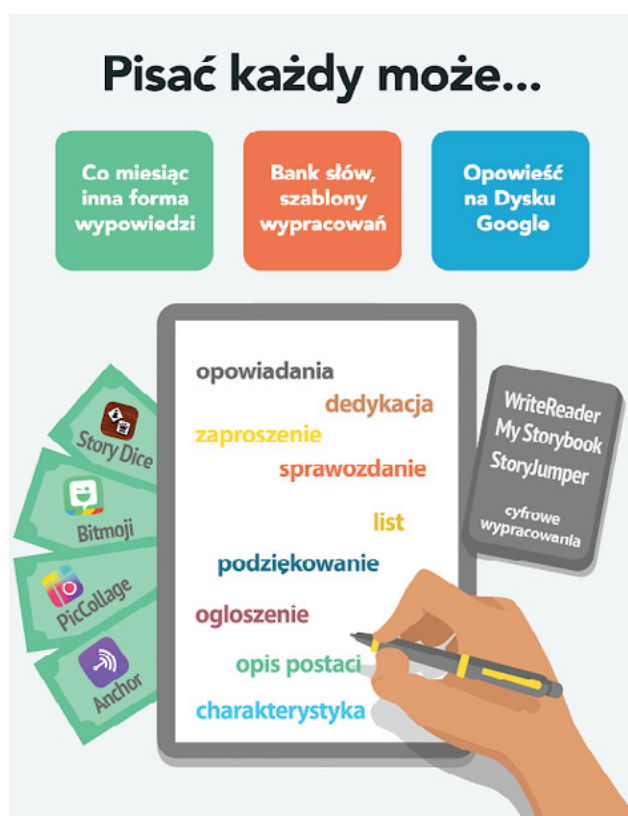 Pisać każdy może...
Co miesiąc
inna forma
wypowiedzi
Bank słów,
szablony
wypracowań
Opowieść
na Dysku
Google
opowiadania
dedykacja
zaproszenie
sprawozdanie
list
podziękowanie
ogloszenie
opis postaci
charakterystyka
Story Dice
Bitmoji
PicCollage
Anchor
WriteReader
My Storybook
StoryJumper
cyfrowe
wypracowania